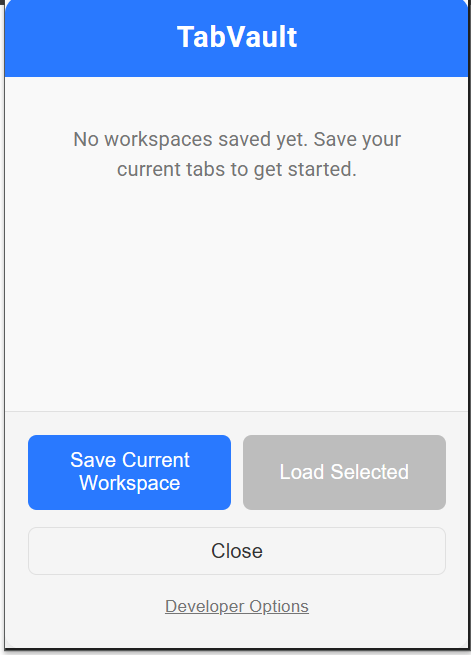 TabVault
No workspaces saved yet. Save your
current tabs to get started.
Save Current
Workspace
Load Selected
Close
Developer Options